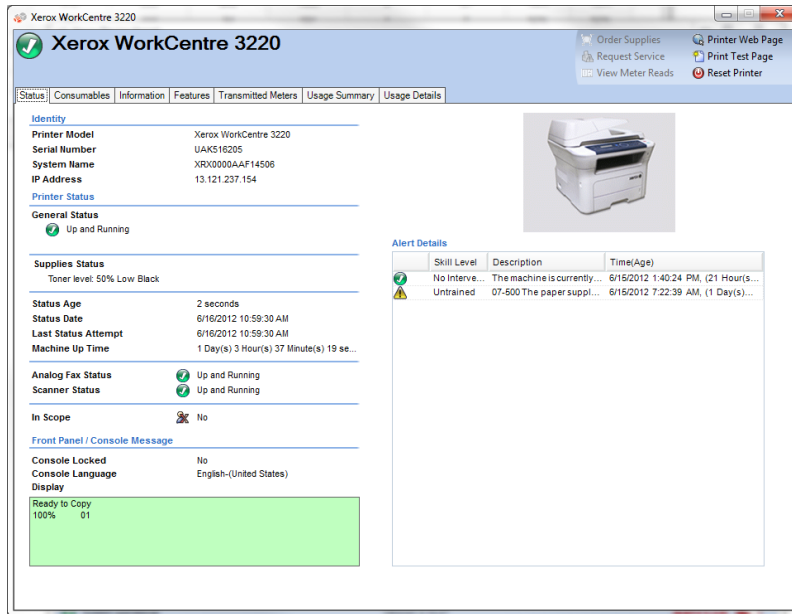 Xerox WorkCentre 3220
Xerox WorkCentre 3220
Order Supplies
Request Service
View Meter Reads
Printer Web Page
Print Test Page
Reset Printer
Status Consumables Information Features Transmitted Meters Usage Summary Usage Details
Identity
Printer Model Xerox WorkCentre 3220
Serial Number UAK516205
System Name XRX0000AAF14506
IP Address 13.121.237.154
Printer Status
General Status
Up and Running
Supplies Status
Toner level: 50% Low Black
Status Age 2 seconds
Status Date 6/16/2012 10:59:30 AM
Last Status Attempt 6/16/2012 10:59:30 AM
Machine Up Time 1 Day(s) 3 Hour(s) 37 Minute(s) 19 se...
Analog Fax Status Up and Running
Scanner Status Up and Running
In Scope No
Front Panel / Console Message
Console Locked No
Console Language English-(United States)
Display
Ready to Copy
100% 01
Alert Details
Skill Level Description Time(Age)
No Interve... The machine is currently... 6/15/2012 1:40:24 PM, (21 Hour(s...
Untrained 07-500 The paper suppl... 6/15/2012 7:22:39 AM, (1 Day(s)...